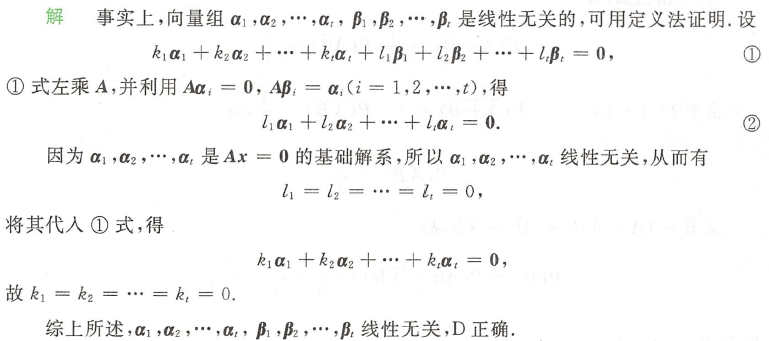 解 事实上,向量组 α₁,α₂,⋯,αₜ, β₁,β₂,⋯,βₜ 是线性无关的,可用定义法证明.设
k₁α₁+k₂α₂+⋯+kₜαₜ+l₁β₁+l₂β₂+⋯+lₜβₜ=0, ①
①式左乘 A,并利用 Aαᵢ=0, Aβᵢ=αᵢ(i=1,2,⋯,t),得
l₁α₁+l₂α₂+⋯+lₜαₜ=0. ②
因为 α₁,α₂,⋯,αₜ 是 Ax=0 的基础解系,所以 α₁,α₂,⋯,αₜ 线性无关,从而有
l₁=l₂=⋯=lₜ=0,
将其代入①式,得
k₁α₁+k₂α₂+⋯+kₜαₜ=0,
故 k₁=k₂=⋯=kₜ=0.
综上所述,α₁,α₂,⋯,αₜ, β₁,β₂,⋯,βₜ 线性无关,D 正确.